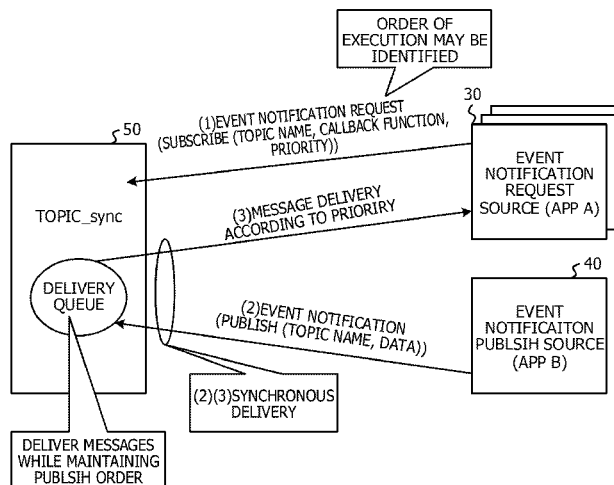 ORDER OF
EXECUTION MAY BE
IDENTIFIED
30
50
(1)EVENT NOTIFICATION REQUEST
(SUBSCRIBE (TOPIC NAME, CALLBACK FUNCTION,
PRIORITY))
EVENT
NOTIFICATION
REQUEST
SOURCE (APP A)
TOPIC_sync
(3)MESSAGE DELIVERY
ACCORDING TO PRIORIRY
40
DELIVERY
QUEUE
(2)EVENT NOTIFICATION
(PUBLISH (TOPIC NAME, DATA))
EVENT
NOTIFICAITON
PUBLSIH SOURCE
(APP B)
(2)(3)SYNCHRONOUS
DELIVERY
DELIVER MESSAGES
WHILE MAINTAINING
PUBLSIH ORDER